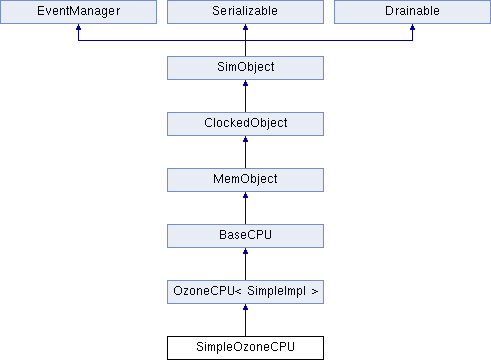 EventManager
Serializable
Drainable
SimObject
ClockedObject
MemObject
BaseCPU
OzoneCPU< SimpleImpl >
SimpleOzoneCPU